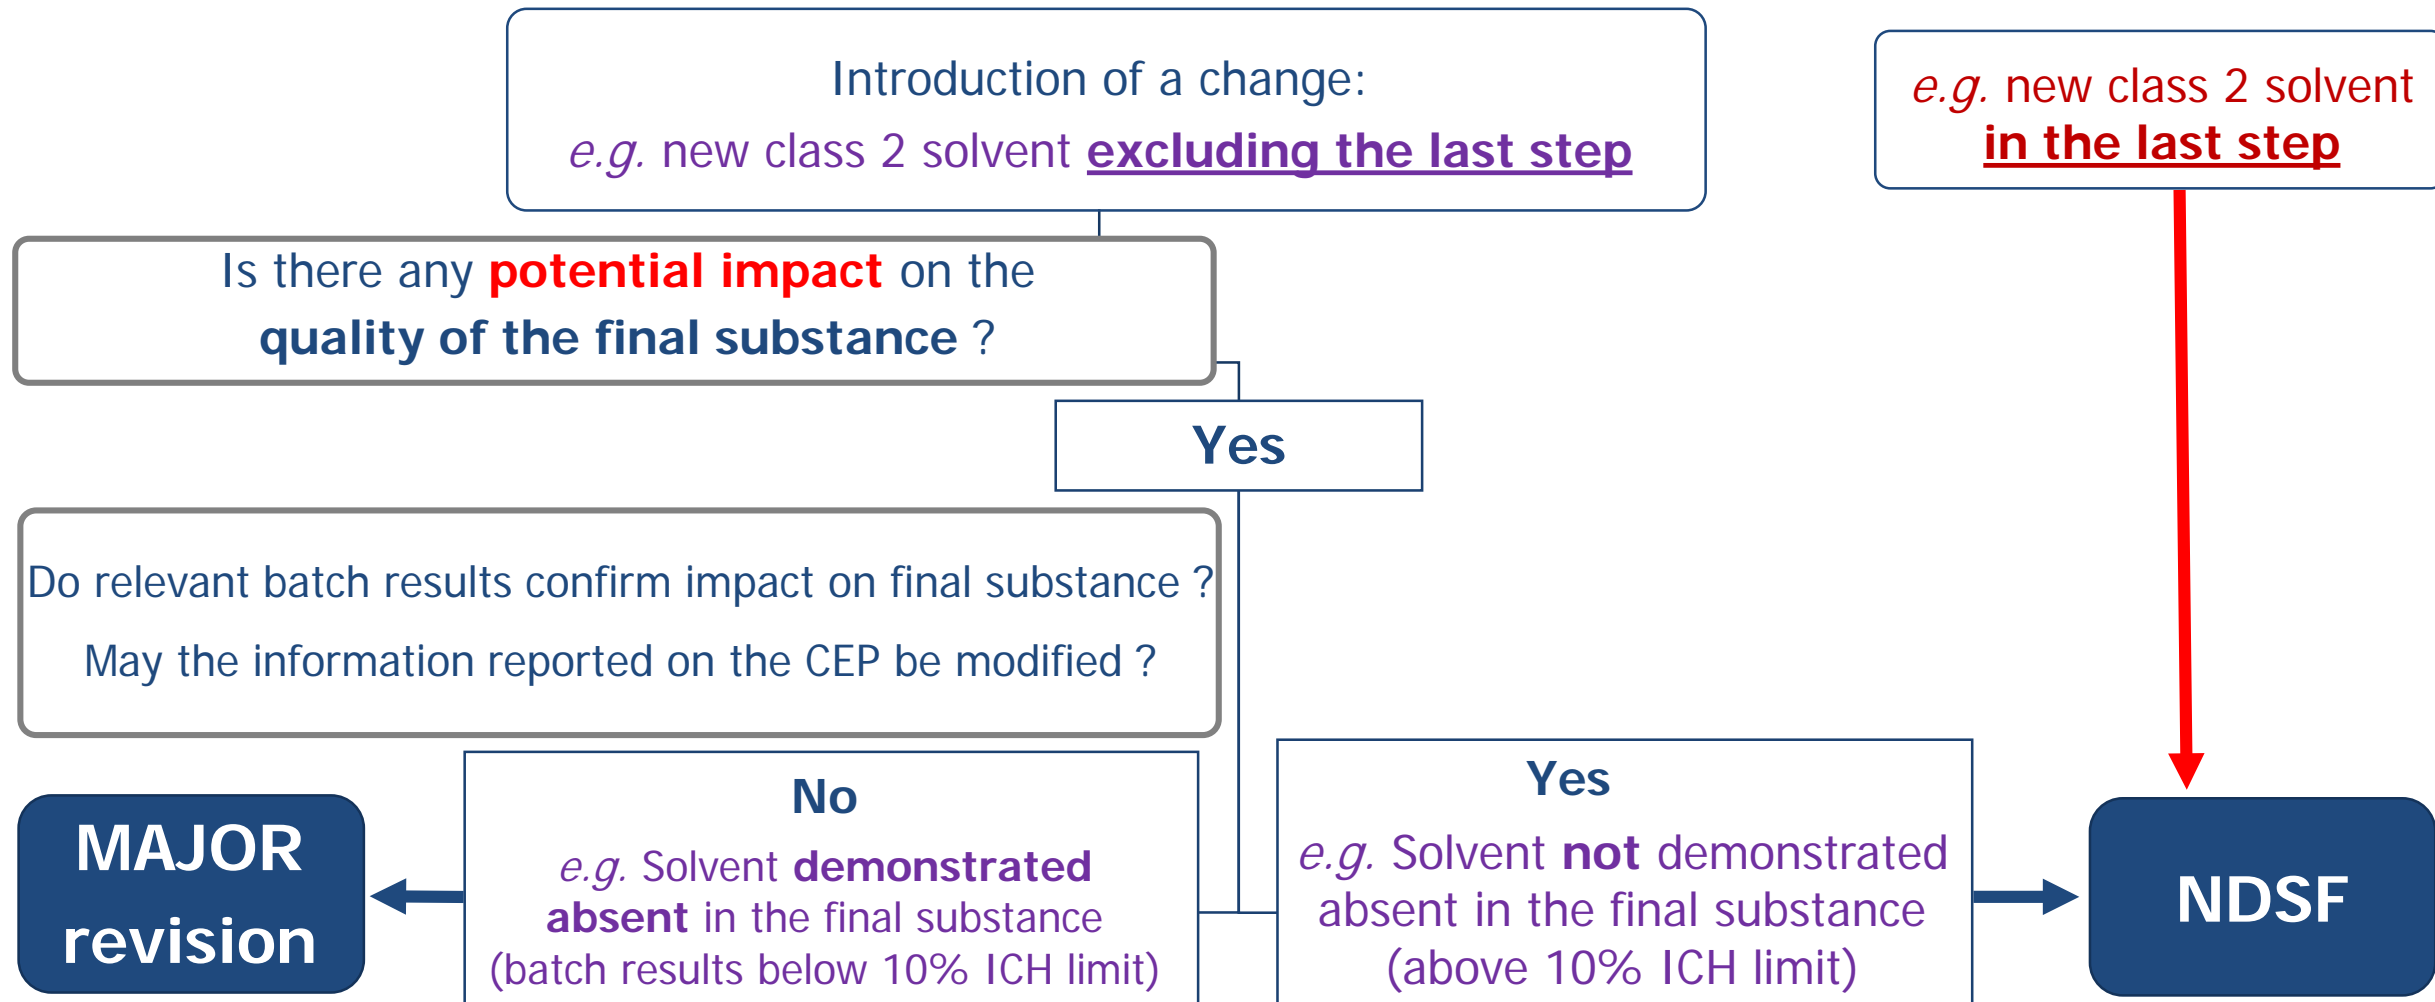 Introduction of a change:
e.g. new class 2 solvent excluding the last step
e.g. new class 2 solvent
in the last step
Is there any potential impact on the
quality of the final substance ?
Yes
Do relevant batch results confirm impact on final substance ?
May the information reported on the CEP be modified ?
MAJOR
revision
No
e.g. Solvent demonstrated
absent in the final substance
(batch results below 10% ICH limit)
Yes
e.g. Solvent not demonstrated
absent in the final substance
(above 10% ICH limit)
NDSF